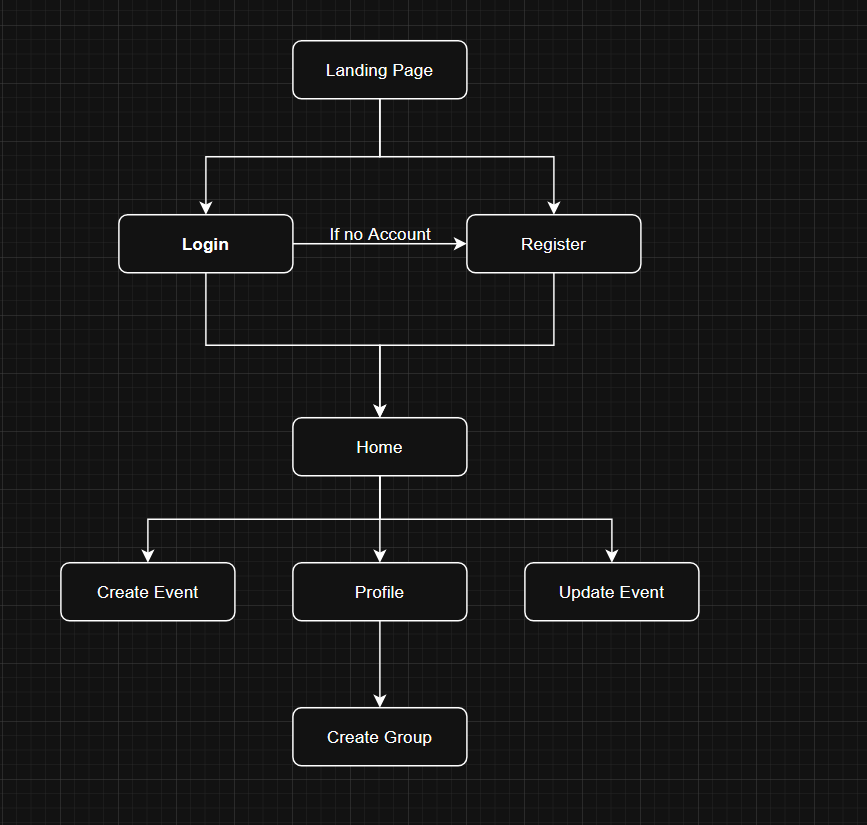 Landing Page
Login
If no Account
Register
Home
Create Event
Profile
Update Event
Create Group